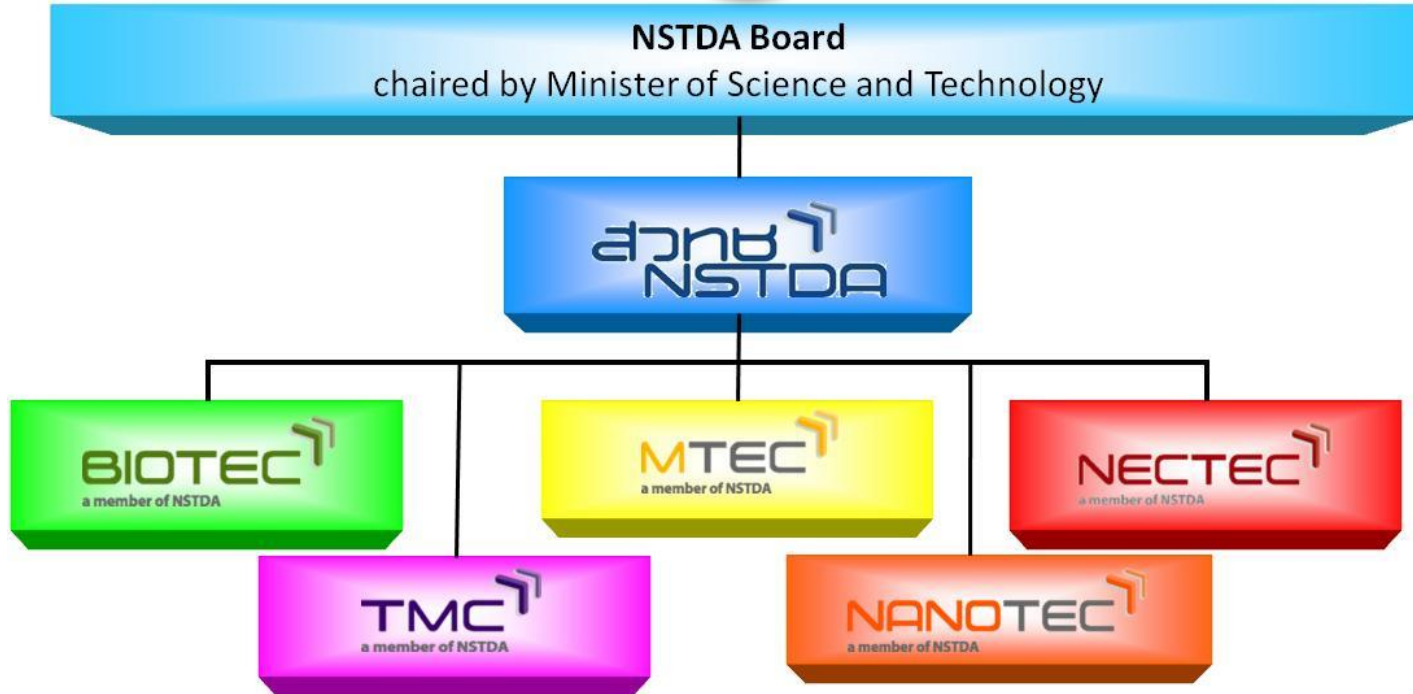 NSTDA Board
chaired by Minister of Science and Technology
สวทช
NSTDA
BIOTEC
a member of NSTDA
MTEC
a member of NSTDA
NECTEC
a member of NSTDA
TMC
a member of NSTDA
NANOTEC
a member of NSTDA